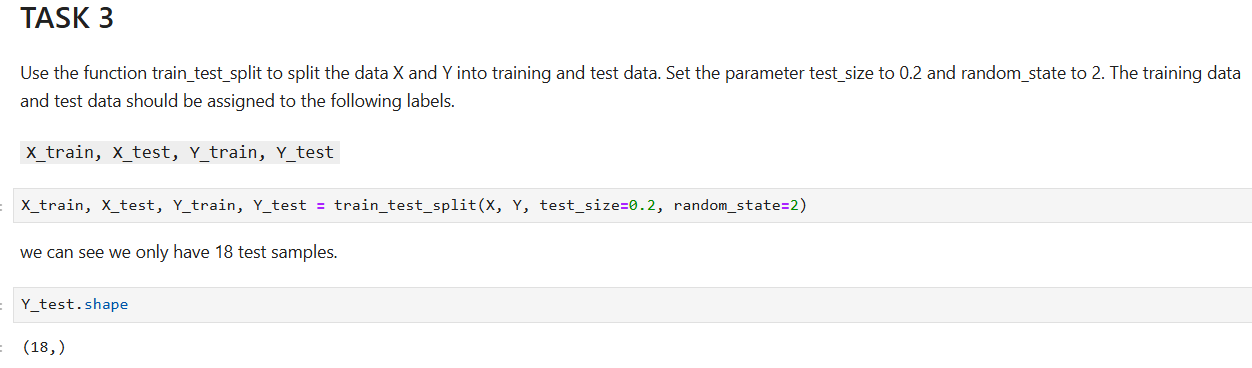 TASK 3
Use the function train_test_split to split the data X and Y into training and test data. Set the parameter test_size to 0.2 and random_state to 2. The training data
and test data should be assigned to the following labels.
X_train, X_test, Y_train, Y_test
X_train, X_test, Y_train, Y_test = train_test_split(X, Y, test_size=0.2, random_state=2)
we can see we only have 18 test samples.
Y_test.shape
(18,)